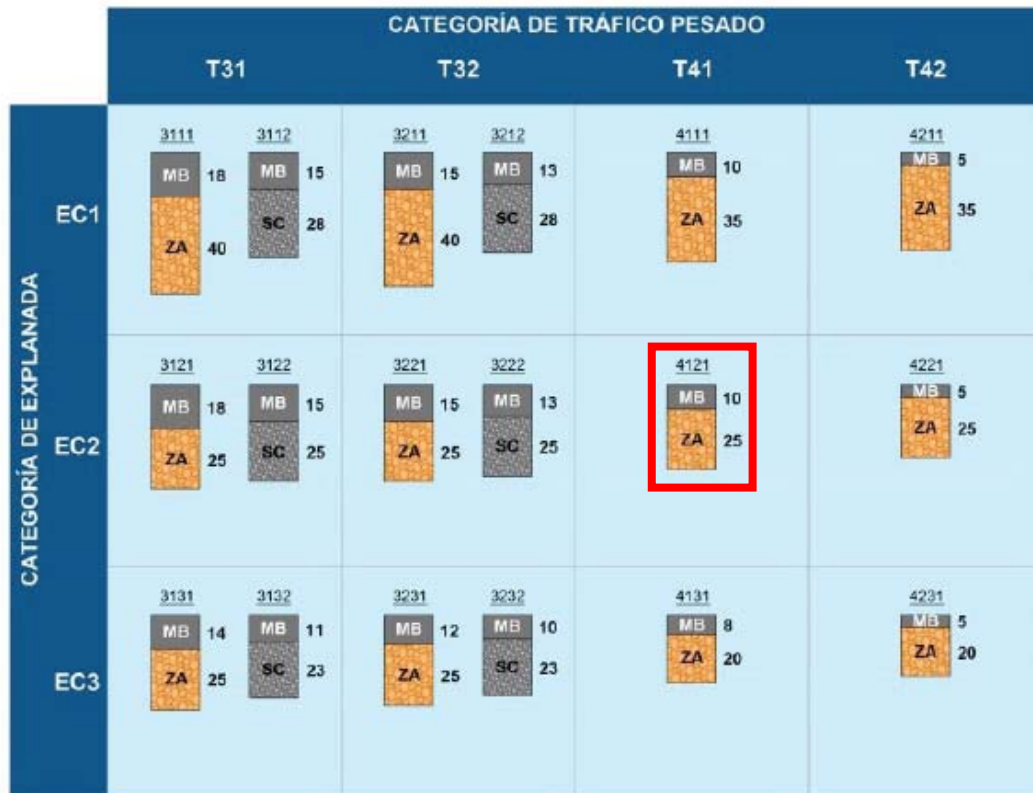 CATEGORÍA DE TRÁFICO PESADO
T31 T32 T41 T42
CATEGORÍA DE EXPLANADA
EC1
3111 3112 3211 3212 4111 4211
MB 18 MB 15 MB 15 MB 13 MB 10 MB 5
ZA 40 SC 28 ZA 40 SC 28 ZA 35 ZA 35
EC2
3121 3122 3221 3222 4121 4221
MB 18 MB 15 MB 15 MB 13 MB 10 MB 5
ZA 25 SC 25 ZA 25 SC 25 ZA 25 ZA 25
EC3
3131 3132 3231 3232 4131 4231
MB 14 MB 11 MB 12 MB 10 MB 8 MB 5
ZA 25 SC 23 ZA 25 SC 23 ZA 20 ZA 20